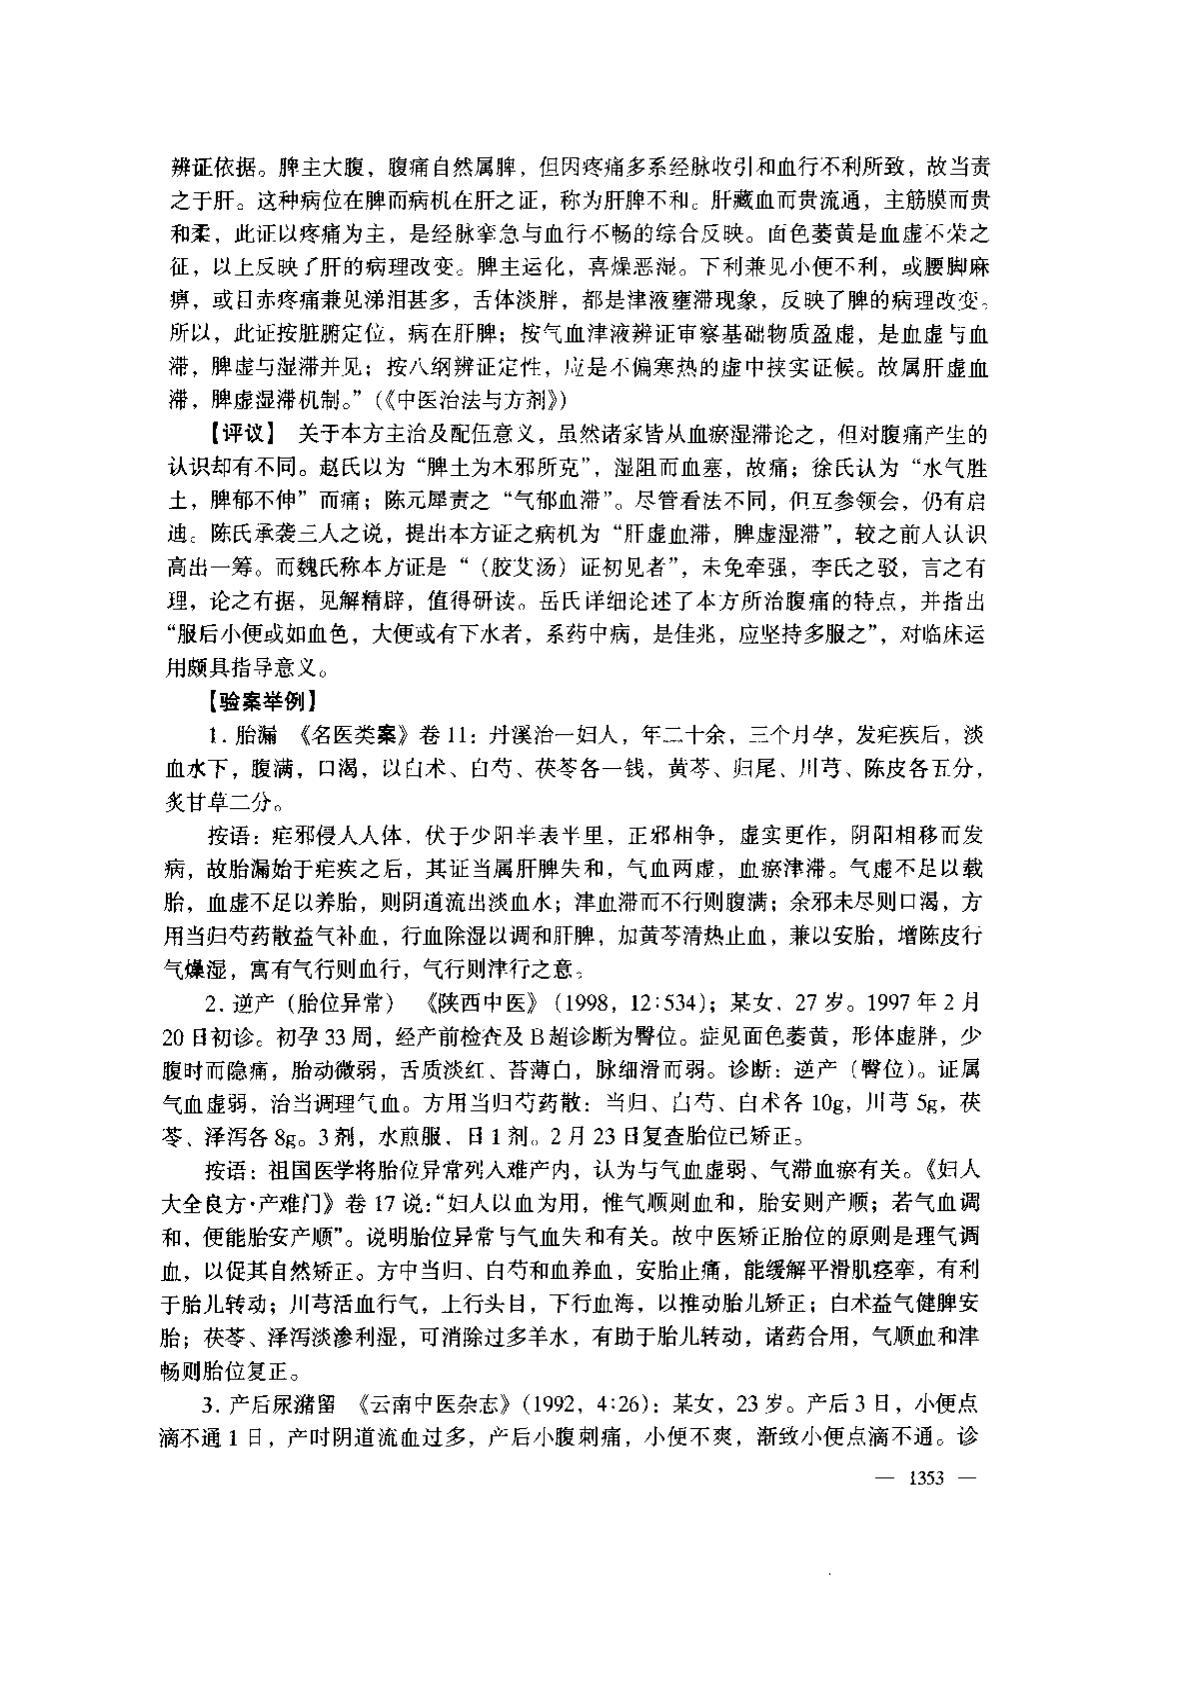 辨证依据。脾主大腹，腹痛自然属脾，但因疼痛多系经脉收引和血行不利所致，故当责
之于肝。这种病位在脾而病机在肝之证，称为肝脾不和。肝藏血而贵流通，主筋膜而贵
和柔，此证以疼痛为主，是经脉挛急与血行不畅的综合反映。面色萎黄是血虚不荣之
征，以上反映了肝的病理改变。脾主运化，喜燥恶湿。下利兼见小便不利，或腰脚麻
痹，或目赤疼痛兼见涕泪甚多，舌体淡胖，都是津液壅滞现象，反映了脾的病理改变。
所以，此证按脏腑定位，病在肝脾；按气血津液辨证审察基础物质盈虚，是血虚与血
滞，脾虚与湿滞并见；按八纲辨证定性，应是不偏寒热的虚中挟实证候。故属肝虚血
滞，脾虚湿滞机制。”（《中医治法与方剂》）
【评议】 关于本方主治及配伍意义，虽然诸家皆从血瘀湿滞论之，但对腹痛产生的
认识却有不同。赵氏以为“脾土为木邪所克”，湿阻而血塞，故痛；徐氏认为“水气胜
土，脾郁不伸”而痛；陈元犀责之“气郁血滞”。尽管看法不同，但互参领会，仍有启
迪。陈氏承袭三人之说，提出本方证之病机为“肝虚血滞，脾虚湿滞”，较之前人认识
高出一筹。而魏氏称本方证是“（胶艾汤）证初见者”，未免牵强，李氏之驳，言之有
理，论之有据，见解精辟，值得研读。岳氏详细论述了本方所治腹痛的特点，并指出
“服后小便或如血色，大便或有下水者，系药中病，是佳兆，应坚持多服之”，对临床运
用颇具指导意义。
【验案举例】
1. 胎漏 《名医类案》卷 11：丹溪治一妇人，年二十余，三个月孕，发疟疾后，淡
血水下，腹满，口渴，以白术、白芍、茯苓各一钱，黄芩、归尾、川芎、陈皮各五分，
炙甘草二分。
按语：疟邪侵人人体，伏于少阳半表半里，正邪相争，虚实更作，阴阳相移而发
病，故胎漏始于疟疾之后，其证当属肝脾失和，气血两虚，血瘀津滞。气虚不足以载
胎，血虚不足以养胎，则阴道流出淡血水；津血滞而不行则腹满；余邪未尽则口渴，方
用当归芍药散益气补血，行血除湿以调和肝脾，加黄芩清热止血，兼以安胎，增陈皮行
气燥湿，寓有气行则血行，气行则津行之意。
2. 逆产（胎位异常） 《陕西中医》（1998，12:534）；某女，27 岁。1997 年 2 月
20 日初诊。初孕 33 周，经产前检查及 B 超诊断为臀位。症见面色萎黄，形体虚胖，少
腹时而隐痛，胎动微弱，舌质淡红、苔薄白，脉细滑而弱。诊断：逆产（臀位）。证属
气血虚弱，治当调理气血。方用当归芍药散：当归、白芍、白术各 10g，川芎 5g，茯
苓、泽泻各 8g。3 剂，水煎服，日 1 剂。2 月 23 日复查胎位已矫正。
按语：祖国医学将胎位异常列入难产内，认为与气血虚弱、气滞血瘀有关。《妇人
大全良方·产难门》卷 17 说：“妇人以血为用，惟气顺则血和，胎安则产顺；若气血调
和，便能胎安产顺”。说明胎位异常与气血失和有关。故中医矫正胎位的原则是理气调
血，以促其自然矫正。方中当归、白芍和血养血，安胎止痛，能缓解平滑肌痉挛，有利
于胎儿转动；川芎活血行气，上行头目，下行血海，以推动胎儿矫正；白术益气健脾安
胎；茯苓、泽泻淡渗利湿，可消除过多羊水，有助于胎儿转动，诸药合用，气顺血和津
畅则胎位复正。
3. 产后尿潴留 《云南中医杂志》（1992，4:26）：某女，23 岁。产后 3 日，小便点
滴不通 1 日，产时阴道流血过多，产后小腹刺痛，小便不爽，渐致小便点滴不通。诊
— 1353 —